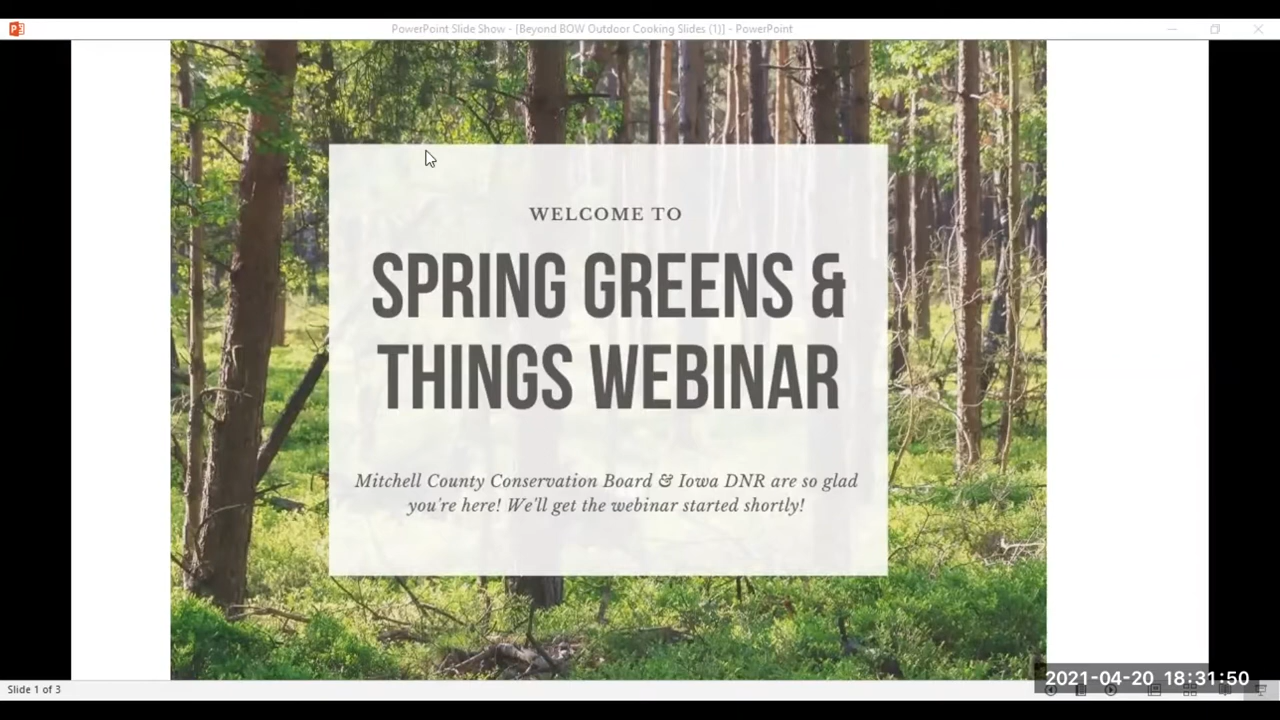 PowerPoint Slide Show - [Beyond BOW Outdoor Cooking Slides (1)] - PowerPoint
WELCOME TO
SPRING GREENS &
THINGS WEBINAR
Mitchell County Conservation Board & Iowa DNR are so glad
you're here! We'll get the webinar started shortly!
2021-04-20 18:31:50
Slide 1 of 3